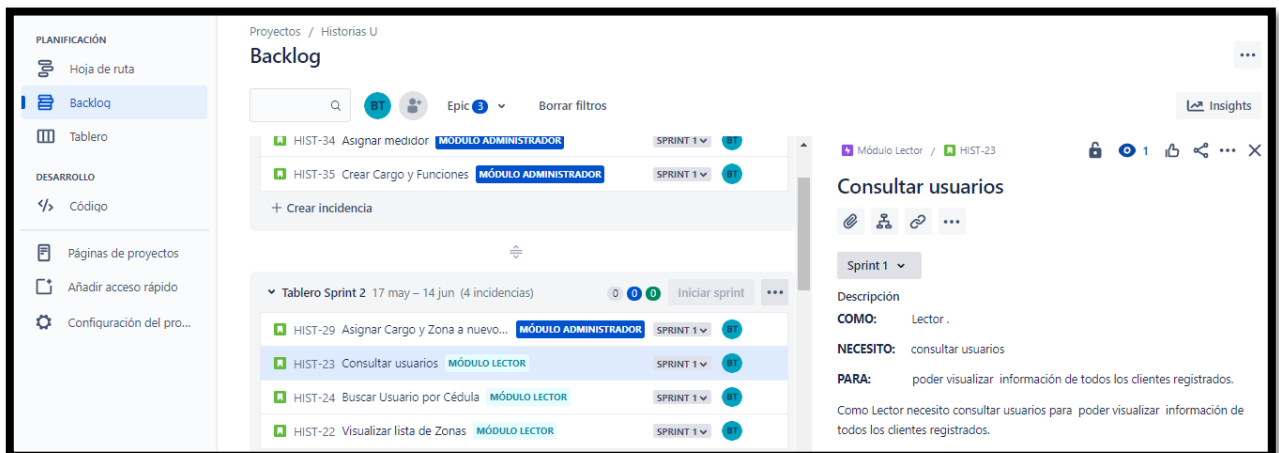 PLANIFICACIÓN
Hoja de ruta
Backlog
Tablero
DESARROLLO
Código
Páginas de proyectos
Añadir acceso rápido
Configuración del pro...
Proyectos / Historias U
Backlog
BT
Epic 3
Borrar filtros
Insights
HIST-34 Asignar medidor MÓDULO ADMINISTRADOR SPRINT 1 BT
HIST-35 Crear Cargo y Funciones MÓDULO ADMINISTRADOR SPRINT 1 BT
+ Crear incidencia
Tablero Sprint 2 17 may – 14 jun (4 incidencias) 0 0 0 Iniciar sprint
HIST-29 Asignar Cargo y Zona a nuevo... MÓDULO ADMINISTRADOR SPRINT 1 BT
HIST-23 Consultar usuarios MÓDULO LECTOR SPRINT 1 BT
HIST-24 Buscar Usuario por Cédula MÓDULO LECTOR SPRINT 1 BT
HIST-22 Visualizar lista de Zonas MÓDULO LECTOR SPRINT 1 BT
Módulo Lector / HIST-23 1
Consultar usuarios
Sprint 1
Descripción
COMO: Lector .
NECESITO: consultar usuarios
PARA: poder visualizar información de todos los clientes registrados.
Como Lector necesito consultar usuarios para poder visualizar información de
todos los clientes registrados.